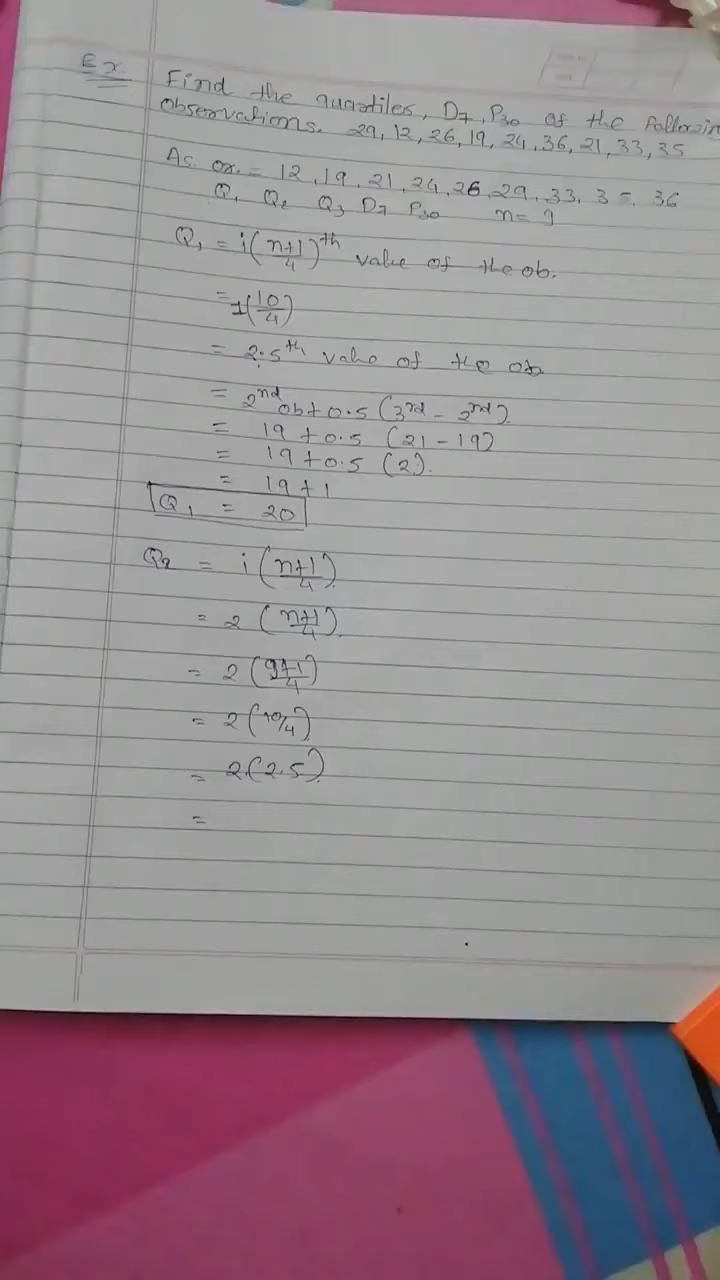 Ex Find the quartiles, D7, P30 of the followin
observations. 29, 12, 26, 19, 24, 36, 21, 33, 35
As. or. = 12, 19, 21, 24, 26, 29, 33, 35, 36
Q1 Q2 Q3 D7 P30 n = 9
Q1 = i(n+1/4)th value of the ob.
= 1(10/4)
= 2.5th value of the ob
= 2nd ob + 0.5 (3rd - 2nd)
= 19 + 0.5 (21 - 19)
= 19 + 0.5 (2).
= 19 + 1
Q1 = 20
Q2 = i(n+1/4)
= 2(n+1/4)
= 2(9+1/4)
= 2(10/4)
= 2(2.5)
=